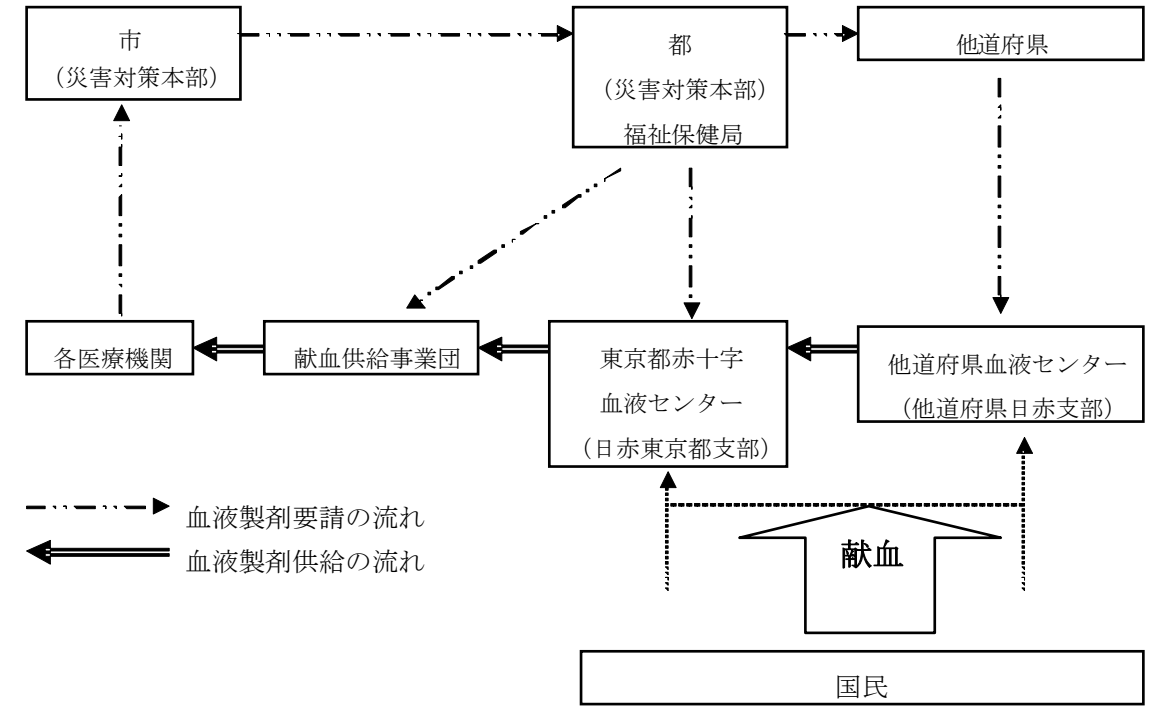 市
（災害対策本部）
都
（災害対策本部）
福祉保健局
他道府県
各医療機関
献血供給事業団
東京都赤十字
血液センター
（日赤東京都支部）
他道府県血液センター
（他道府県日赤支部）
血液製剤要請の流れ
血液製剤供給の流れ
献血
国民